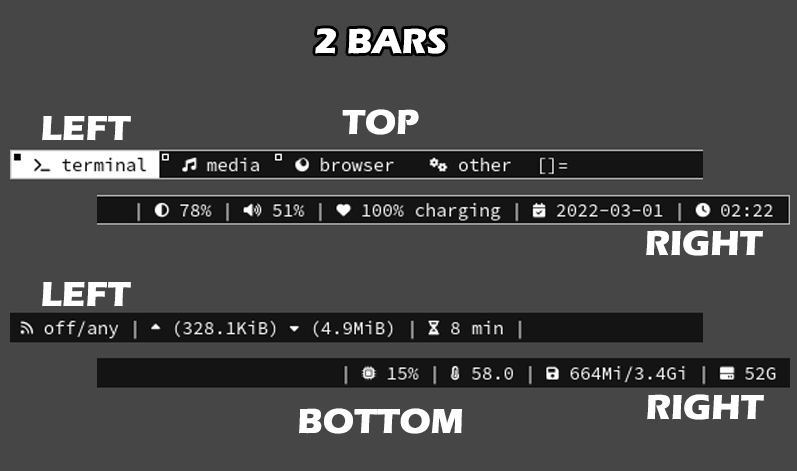 2 BARS
LEFT
TOP
terminal media browser other []=
| 78% | 51% | 100% charging | 2022-03-01 | 02:22
RIGHT
LEFT
off/any | (328.1KiB) (4.9MiB) | 8 min |
| 15% | 58.0 | 664Mi/3.4Gi | 52G
RIGHT
BOTTOM